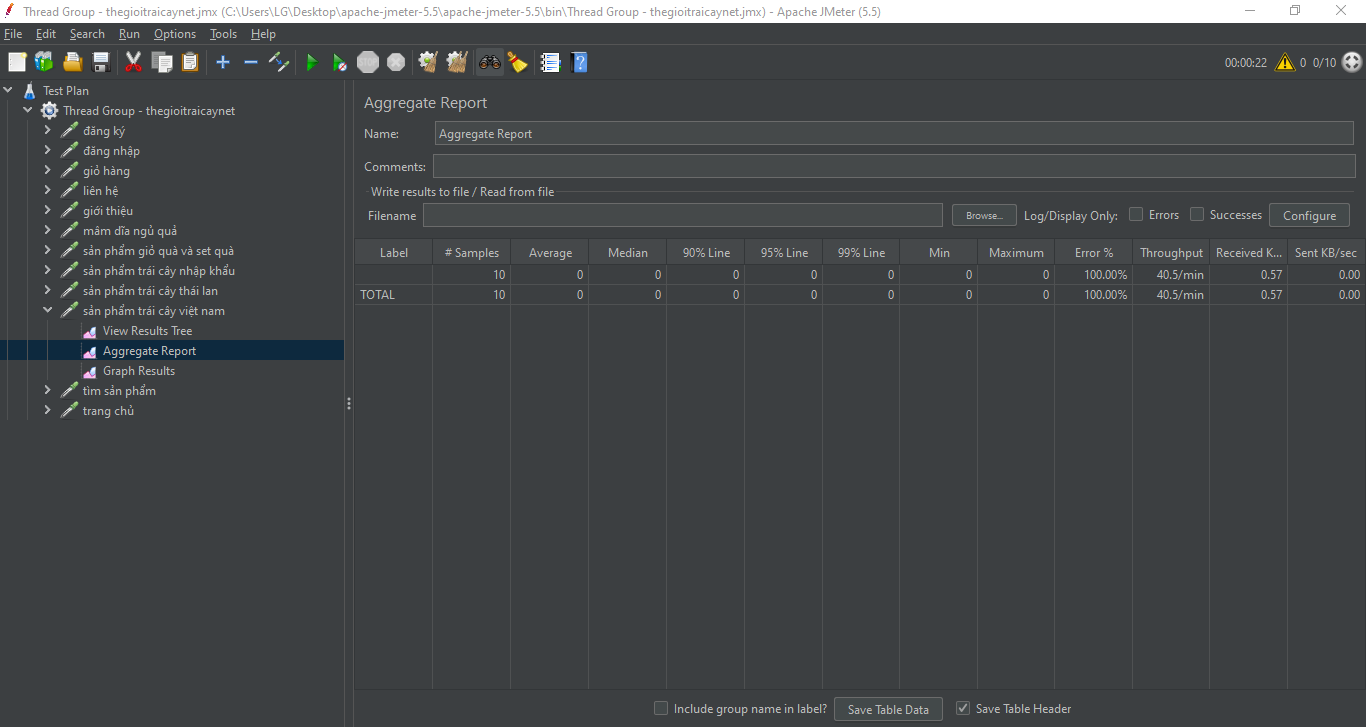 Thread Group - thegioitraicaynet.jmx (C:\Users\LG\Desktop\apache-jmeter-5.5\apache-jmeter-5.5\bin\Thread Group - thegioitraicaynet.jmx) - Apache JMeter (5.5)
File Edit Search Run Options Tools Help
STOP 00:00:22 0 0/10
Test Plan
Thread Group - thegioitraicaynet
đăng ký
đăng nhập
giỏ hàng
liên hệ
giới thiệu
mâm dĩa ngủ quả
sản phẩm giỏ quà và set quà
sản phẩm trái cây nhập khẩu
sản phẩm trái cây thái lan
sản phẩm trái cây việt nam
View Results Tree
Aggregate Report
Graph Results
tìm sản phẩm
trang chủ
Aggregate Report
Name: Aggregate Report
Comments:
Write results to file / Read from file
Filename Browse... Log/Display Only: Errors Successes Configure
Label # Samples Average Median 90% Line 95% Line 99% Line Min Maximum Error % Throughput Received K... Sent KB/sec
10 0 0 0 0 0 0 0 100.00% 40.5/min 0.57 0.00
TOTAL 10 0 0 0 0 0 0 0 100.00% 40.5/min 0.57 0.00
Include group name in label? Save Table Data Save Table Header